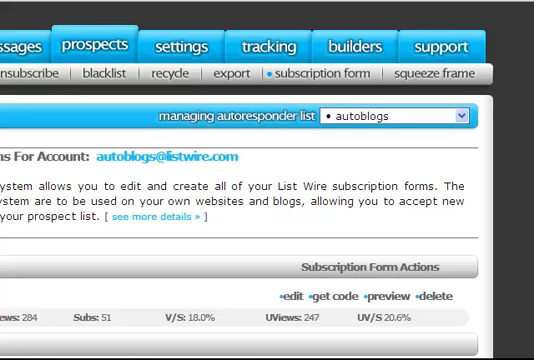 ssages prospects settings tracking builders support
nsubscribe blacklist recycle export • subscription form squeeze frame
managing autoresponder list • autoblogs
ns For Account: autoblogs@listwire.com
ystem allows you to edit and create all of your List Wire subscription forms. The
ystem are to be used on your own websites and blogs, allowing you to accept new
your prospect list. [ see more details » ]
Subscription Form Actions
•edit •get code •preview •delete
ews: 284 Subs: 51 V/S: 18.0% UViews: 247 UV/S 20.6%